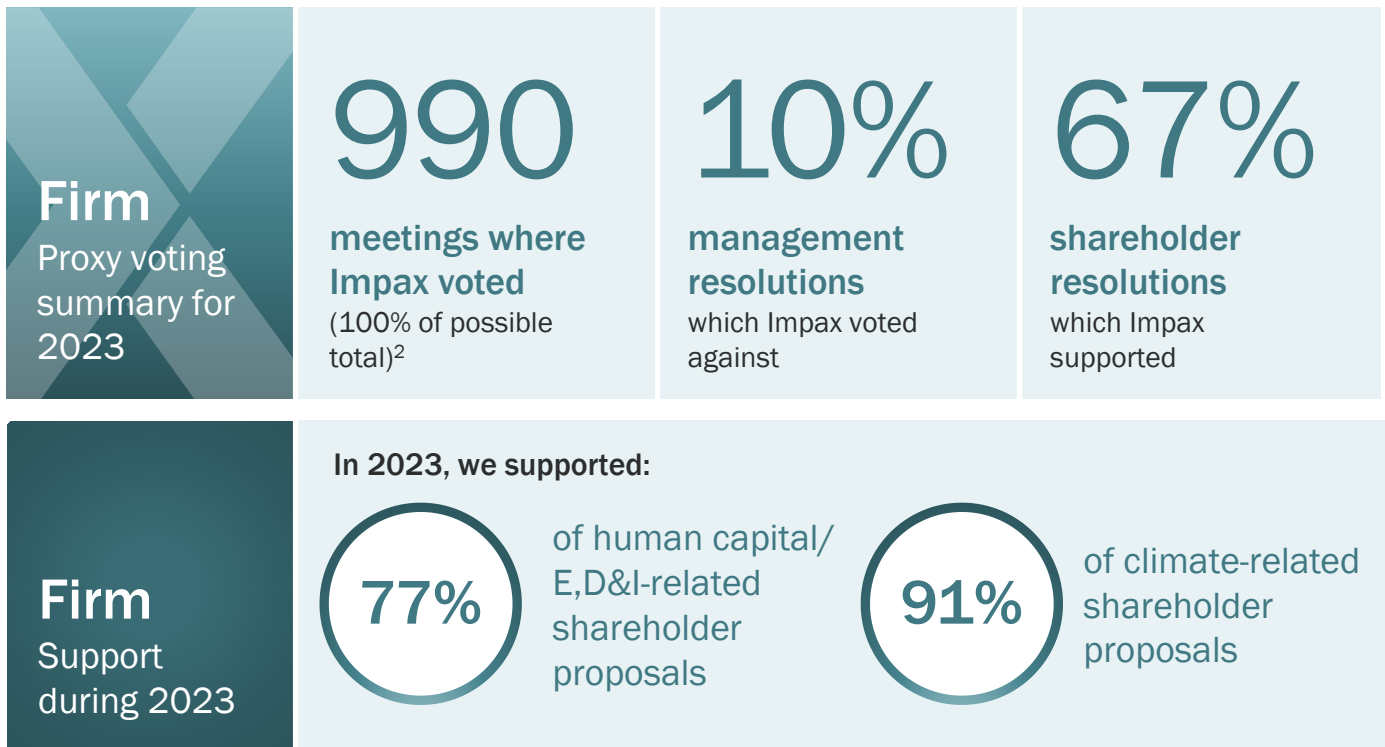 Firm
Proxy voting
summary for
2023
990
meetings where
Impax voted
(100% of possible
total)2
10%
management
resolutions
which Impax voted
against
67%
shareholder
resolutions
which Impax
supported
Firm
Support
during 2023
In 2023, we supported:
77%
of human capital/
E,D&I-related
shareholder
proposals
91%
of climate-related
shareholder
proposals